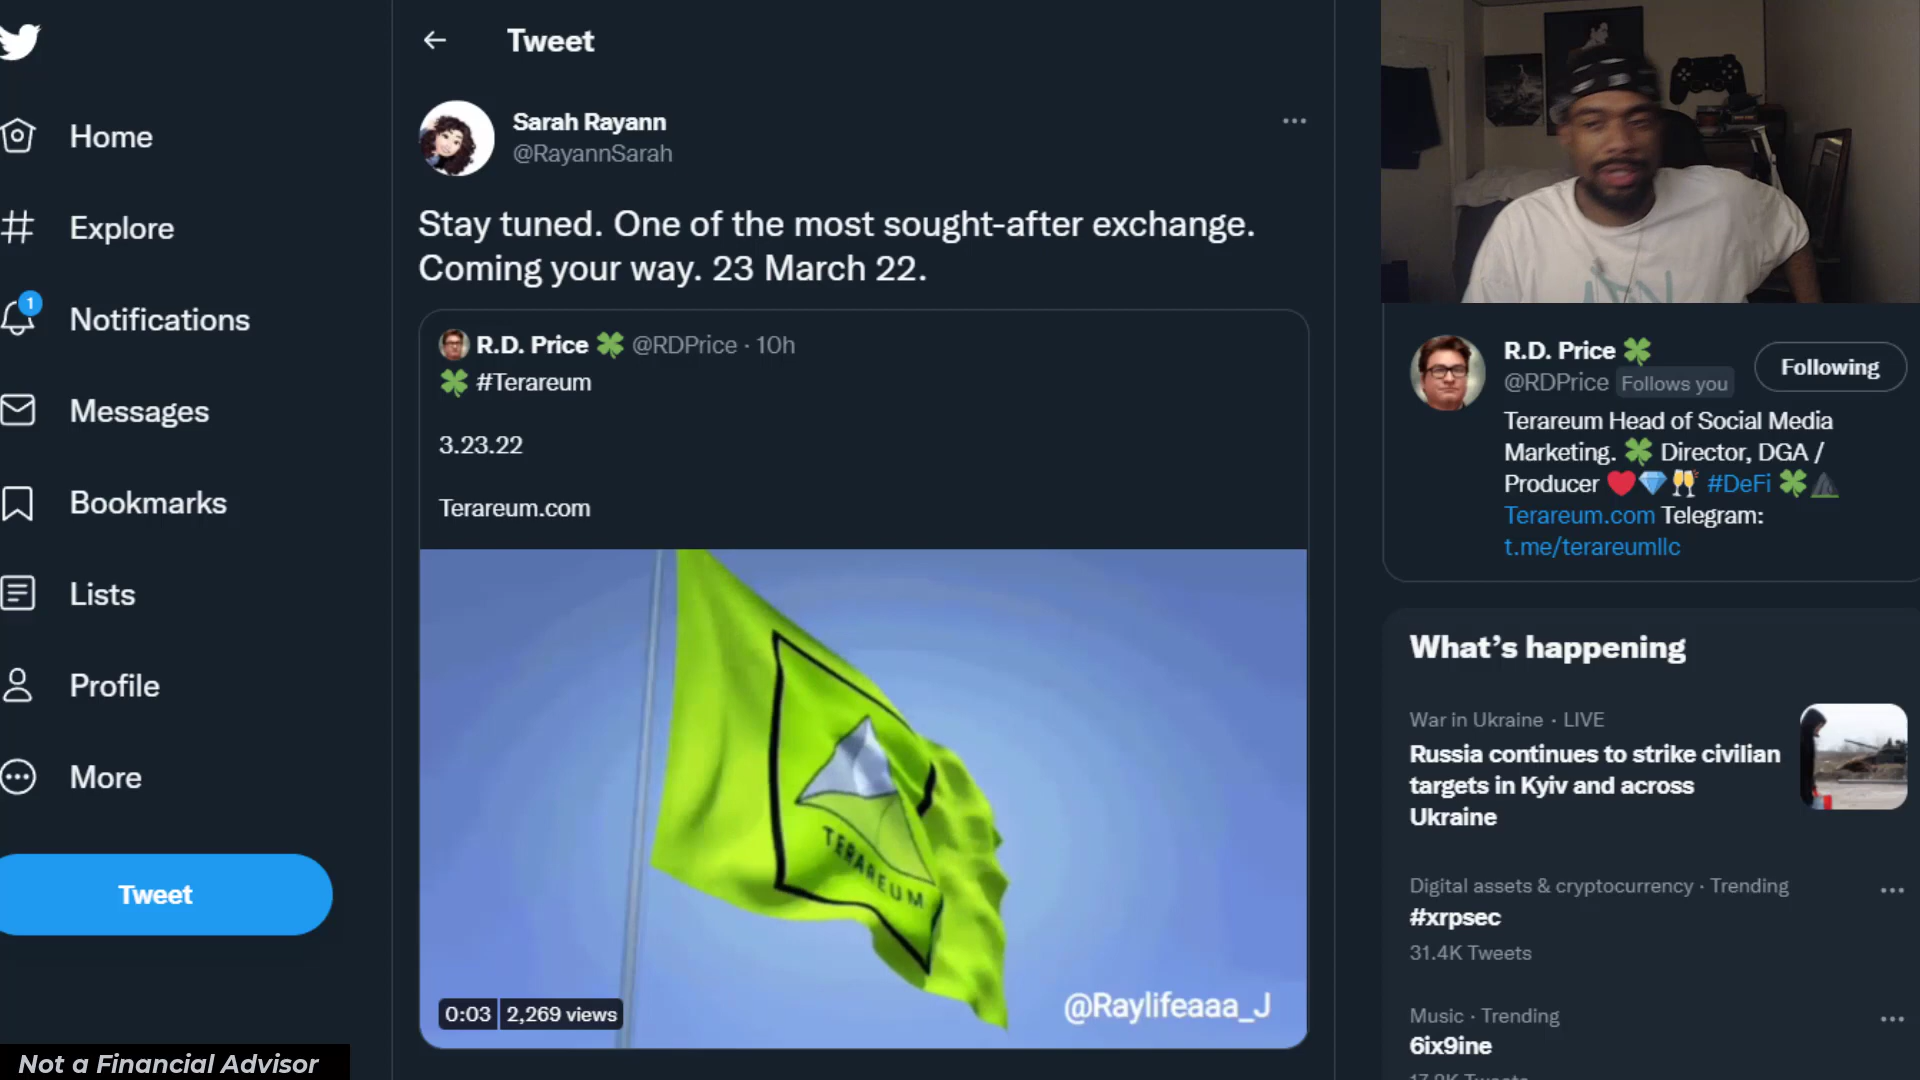 Home
Explore
1
Notifications
Messages
Bookmarks
Lists
Profile
More
Tweet
Not a Financial Advisor
Tweet
Sarah Rayann
@RayannSarah
Stay tuned. One of the most sought-after exchange.
Coming your way. 23 March 22.
R.D. Price 🍀 @RDPrice · 10h
🍀 #Terareum
3.23.22
Terareum.com
TERAREUM
0:03 2,269 views
@Raylifeaaa_J
R.D. Price 🍀
@RDPrice Follows you
Following
Terareum Head of Social Media
Marketing. 🍀 Director, DGA /
Producer ❤️💎🥂 #DeFi 🍀
Terareum.com Telegram:
t.me/terareumllc
What's happening
War in Ukraine · LIVE
Russia continues to strike civilian
targets in Kyiv and across
Ukraine
Digital assets & cryptocurrency · Trending
#xrpsec
31.4K Tweets
Music · Trending
6ix9ine